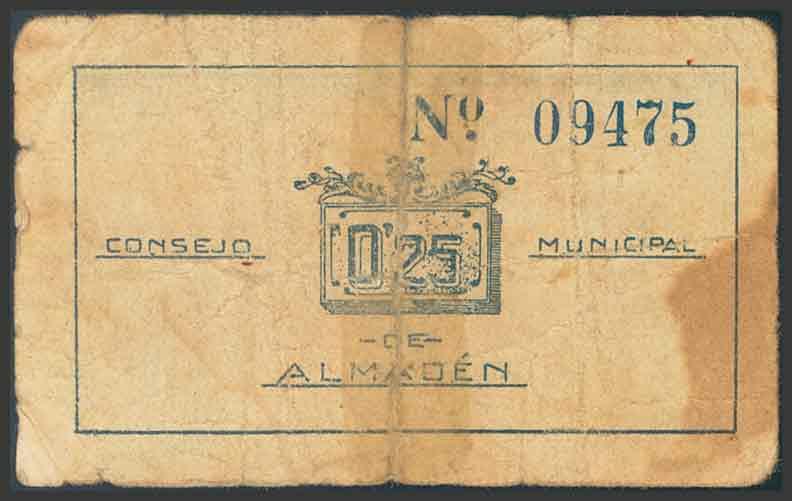 Nº 09475
0'25
CONSEJO MUNICIPAL
-DE-
ALMADÉN